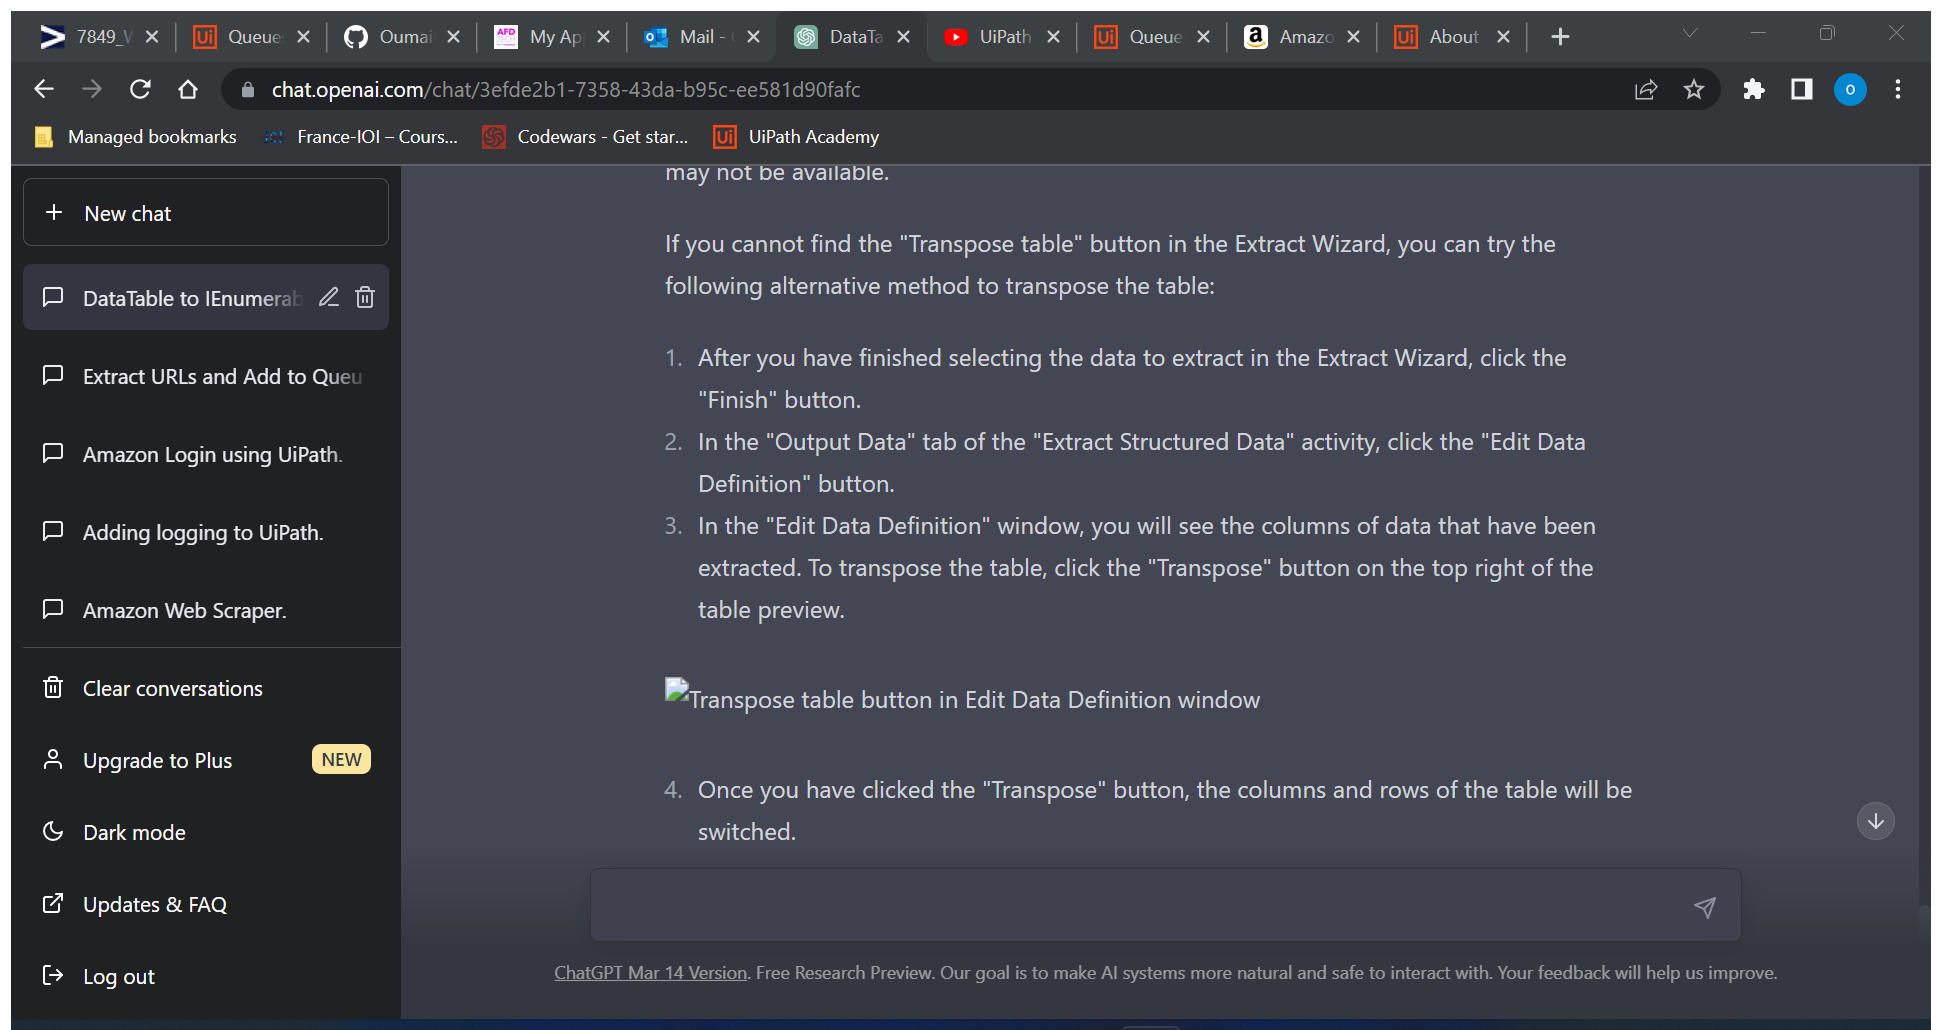 7849_W
Queue
Oumai
AFD
TECH
My Ap
Mail -
DataTa
UiPath
Queue
Amazo
About
chat.openai.com/chat/3efde2b1-7358-43da-b95c-ee581d90fafc
O
Managed bookmarks
France-IOI – Cours...
Codewars - Get star...
UiPath Academy
New chat
DataTable to IEnumerab
Extract URLs and Add to Queu
Amazon Login using UiPath.
Adding logging to UiPath.
Amazon Web Scraper.
Clear conversations
Upgrade to Plus NEW
Dark mode
Updates & FAQ
Log out
may not be available.
If you cannot find the "Transpose table" button in the Extract Wizard, you can try the
following alternative method to transpose the table:
1. After you have finished selecting the data to extract in the Extract Wizard, click the
"Finish" button.
2. In the "Output Data" tab of the "Extract Structured Data" activity, click the "Edit Data
Definition" button.
3. In the "Edit Data Definition" window, you will see the columns of data that have been
extracted. To transpose the table, click the "Transpose" button on the top right of the
table preview.
Transpose table button in Edit Data Definition window
4. Once you have clicked the "Transpose" button, the columns and rows of the table will be
switched.
ChatGPT Mar 14 Version. Free Research Preview. Our goal is to make AI systems more natural and safe to interact with. Your feedback will help us improve.